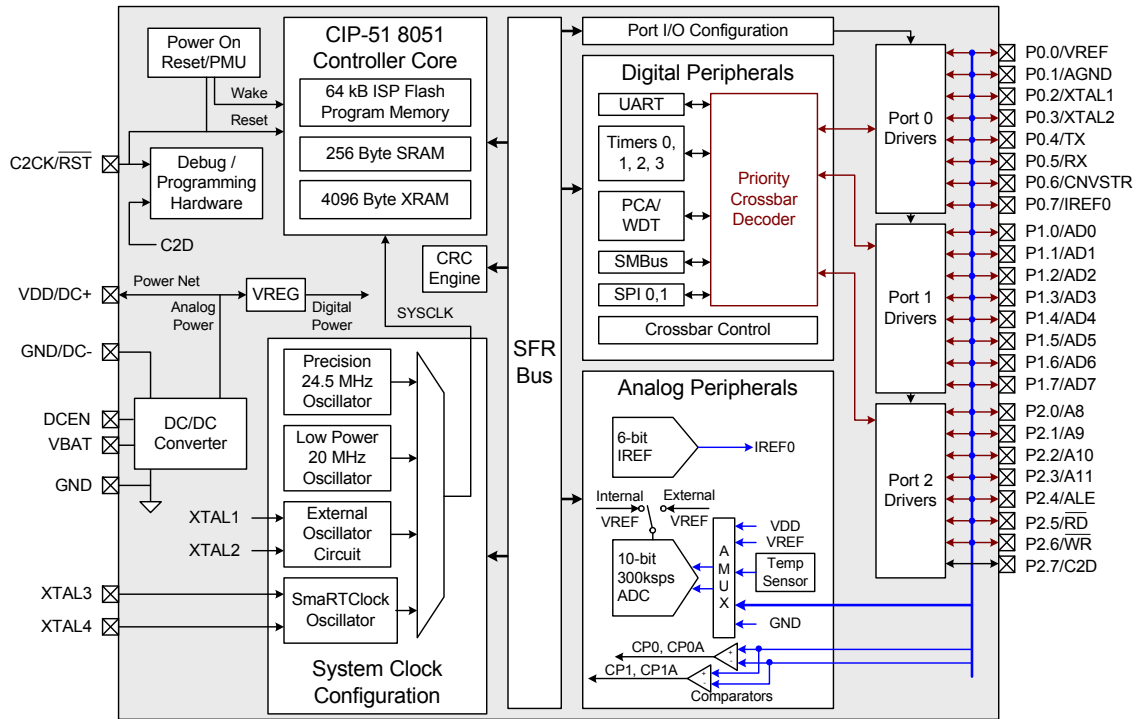 Power On
Reset/PMU
Wake
Reset
C2CK/RST
Debug /
Programming
Hardware
C2D
CIP-51 8051
Controller Core
64 kB ISP Flash
Program Memory
256 Byte SRAM
4096 Byte XRAM
CRC
Engine
VDD/DC+
Power Net
VREG
Analog
Power
Digital
Power
SYSCLK
GND/DC-
DCEN
VBAT
GND
DC/DC
Converter
XTAL1
XTAL2
XTAL3
XTAL4
Precision
24.5 MHz
Oscillator
Low Power
20 MHz
Oscillator
External
Oscillator
Circuit
SmaRTClock
Oscillator
System Clock
Configuration
SFR
Bus
Port I/O Configuration
Digital Peripherals
UART
Timers 0,
1, 2, 3
PCA/
WDT
SMBus
SPI 0,1
Priority
Crossbar
Decoder
Crossbar Control
Analog Peripherals
6-bit
IREF
IREF0
Internal
VREF
External
VREF
10-bit
300ksps
ADC
A
M
U
X
VDD
VREF
Temp
Sensor
GND
CP0, CP0A
+
-
CP1, CP1A
+
-
Comparators
Port 0
Drivers
Port 1
Drivers
Port 2
Drivers
P0.0/VREF
P0.1/AGND
P0.2/XTAL1
P0.3/XTAL2
P0.4/TX
P0.5/RX
P0.6/CNVSTR
P0.7/IREF0
P1.0/AD0
P1.1/AD1
P1.2/AD2
P1.3/AD3
P1.4/AD4
P1.5/AD5
P1.6/AD6
P1.7/AD7
P2.0/A8
P2.1/A9
P2.2/A10
P2.3/A11
P2.4/ALE
P2.5/RD
P2.6/WR
P2.7/C2D